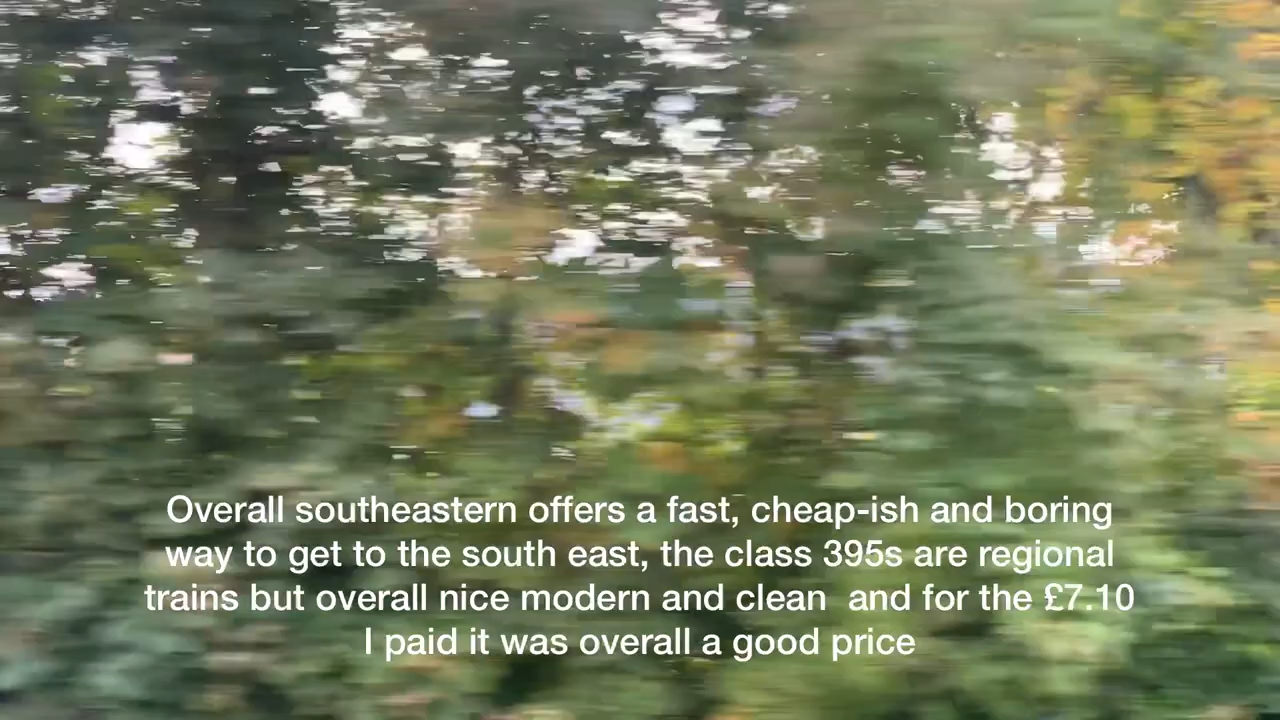 Overall southeastern offers a fast, cheap-ish and boring
way to get to the south east, the class 395s are regional
trains but overall nice modern and clean  and for the £7.10
I paid it was overall a good price